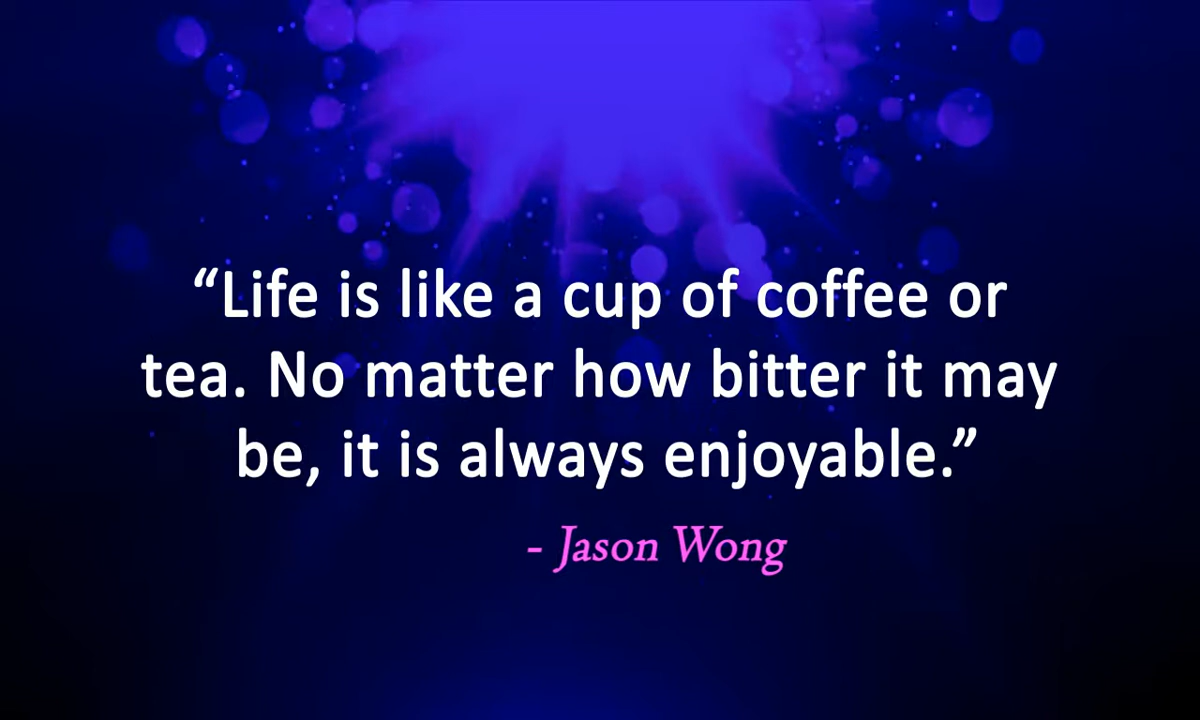 “Life is like a cup of coffee or
tea. No matter how bitter it may
be, it is always enjoyable.”
- Jason Wong